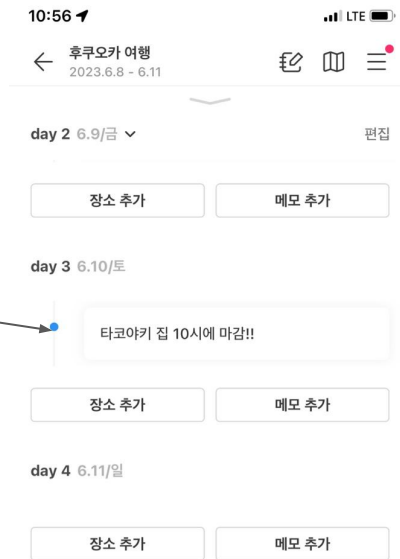 10:56 LTE
후쿠오카 여행
2023.6.8 - 6.11
day 2 6.9/금 편집
장소 추가 메모 추가
day 3 6.10/토
타코야키 집 10시에 마감!!
장소 추가 메모 추가
day 4 6.11/일
장소 추가 메모 추가